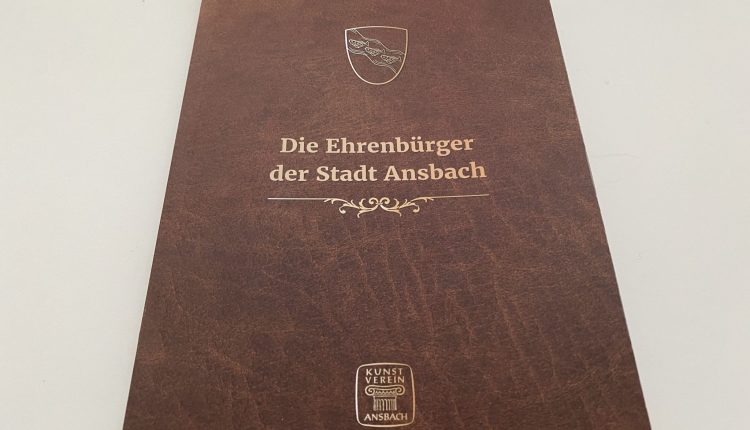 Die Ehrenbürger
der Stadt Ansbach
KUNST
VEREIN
ANSBACH